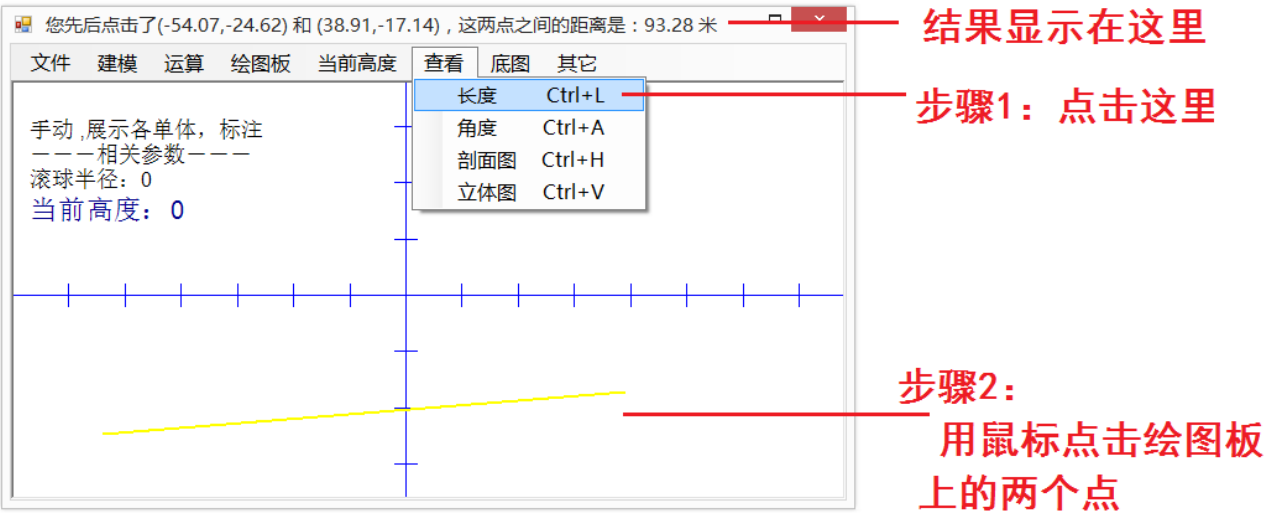 您先后点击了(-54.07,-24.62) 和 (38.91,-17.14)，这两点之间的距离是：93.28 米
结果显示在这里
文件 建模 运算 绘图板 当前高度 查看 底图 其它
长度 Ctrl+L
步骤1：点击这里
角度 Ctrl+A
剖面图 Ctrl+H
立体图 Ctrl+V
手动 ,展示各单体，标注
－－－相关参数－－－
滚球半径：0
当前高度：0
步骤2：
用鼠标点击绘图板
上的两个点